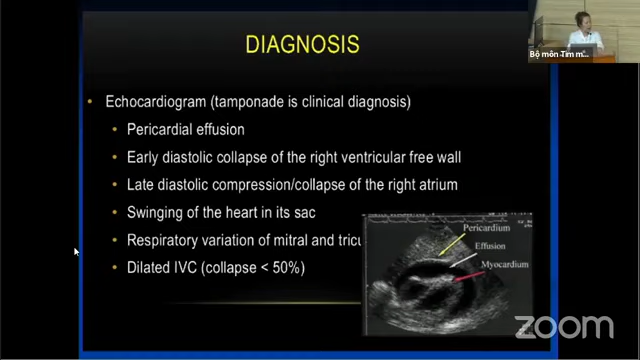 DIAGNOSIS
Bộ môn Tim m...
• Echocardiogram (tamponade is clinical diagnosis)
• Pericardial effusion
• Early diastolic collapse of the right ventricular free wall
• Late diastolic compression/collapse of the right atrium
• Swinging of the heart in its sac
• Respiratory variation of mitral and tricu
• Dilated IVC (collapse < 50%)
Pericardium
Effusion
Myocardium
zoom